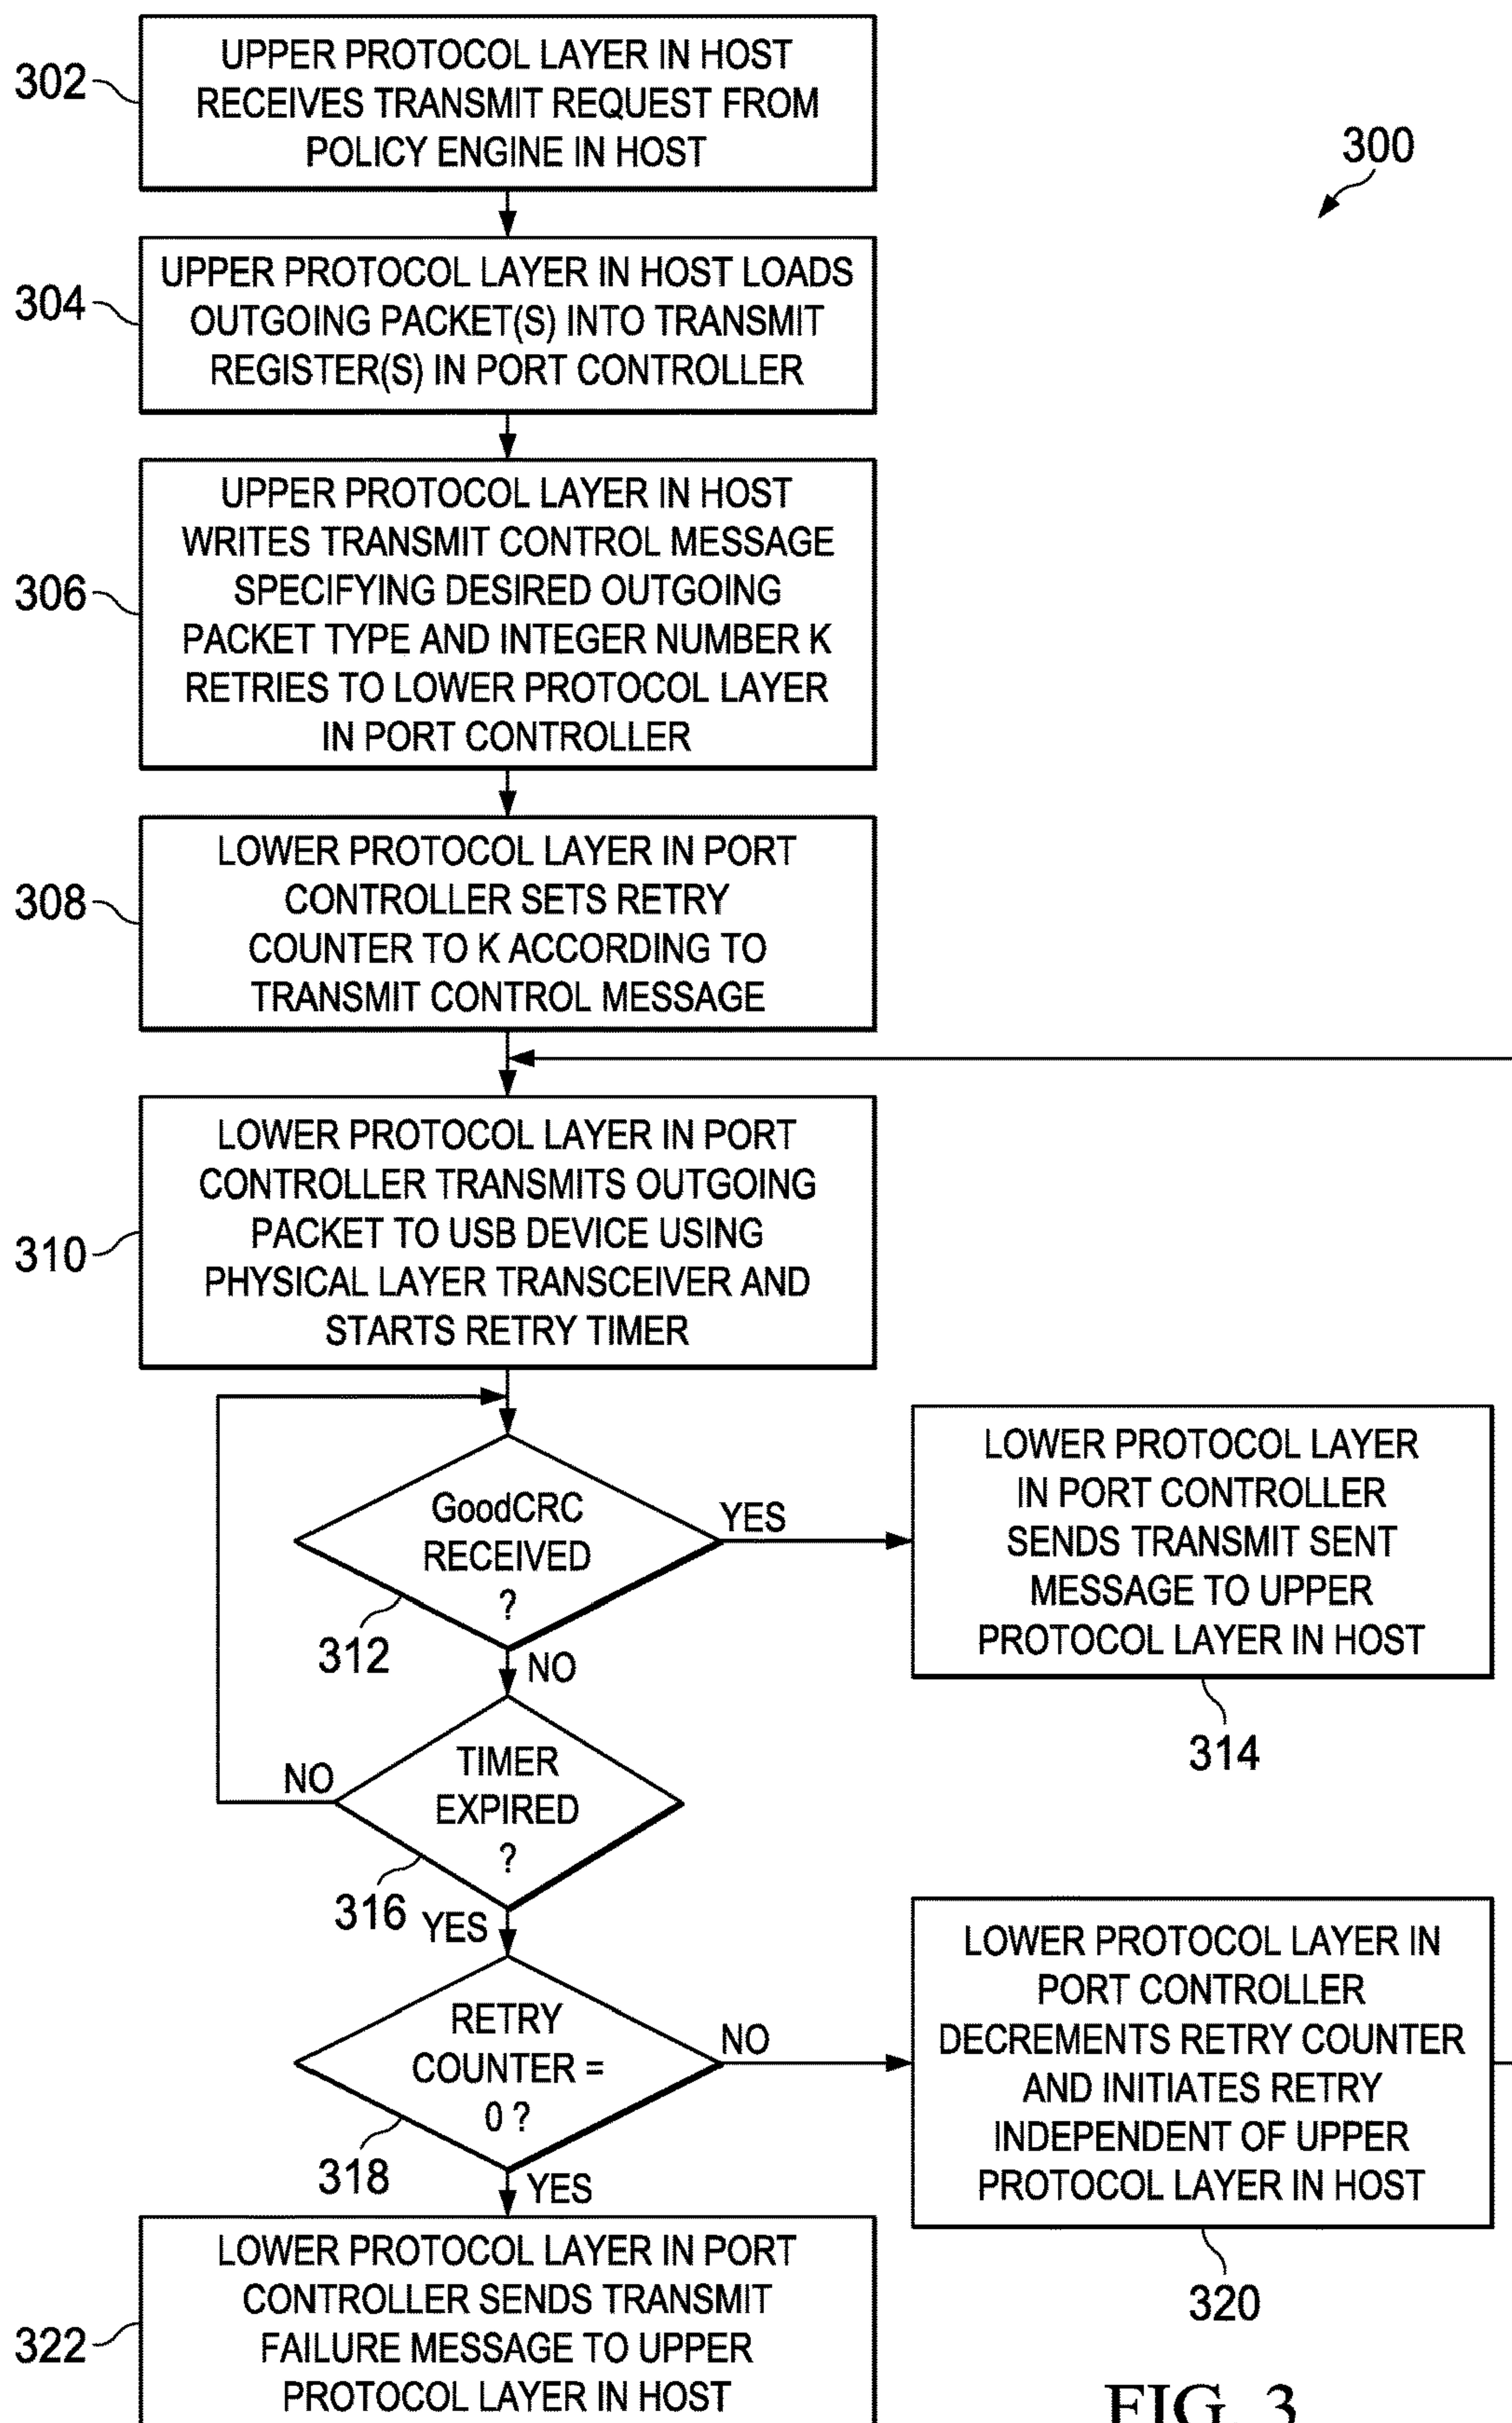 302
UPPER PROTOCOL LAYER IN HOST
RECEIVES TRANSMIT REQUEST FROM
POLICY ENGINE IN HOST
300
304
UPPER PROTOCOL LAYER IN HOST LOADS
OUTGOING PACKET(S) INTO TRANSMIT
REGISTER(S) IN PORT CONTROLLER
306
UPPER PROTOCOL LAYER IN HOST
WRITES TRANSMIT CONTROL MESSAGE
SPECIFYING DESIRED OUTGOING
PACKET TYPE AND INTEGER NUMBER K
RETRIES TO LOWER PROTOCOL LAYER
IN PORT CONTROLLER
308
LOWER PROTOCOL LAYER IN PORT
CONTROLLER SETS RETRY
COUNTER TO K ACCORDING TO
TRANSMIT CONTROL MESSAGE
310
LOWER PROTOCOL LAYER IN PORT
CONTROLLER TRANSMITS OUTGOING
PACKET TO USB DEVICE USING
PHYSICAL LAYER TRANSCEIVER AND
STARTS RETRY TIMER
GoodCRC
RECEIVED
?
312
YES
NO
LOWER PROTOCOL LAYER
IN PORT CONTROLLER
SENDS TRANSMIT SENT
MESSAGE TO UPPER
PROTOCOL LAYER IN HOST
314
TIMER
EXPIRED
?
NO
316
YES
RETRY
COUNTER =
0 ?
318
NO
YES
LOWER PROTOCOL LAYER IN
PORT CONTROLLER
DECREMENTS RETRY COUNTER
AND INITIATES RETRY
INDEPENDENT OF UPPER
PROTOCOL LAYER IN HOST
320
322
LOWER PROTOCOL LAYER IN PORT
CONTROLLER SENDS TRANSMIT
FAILURE MESSAGE TO UPPER
PROTOCOL LAYER IN HOST
FIG. 3